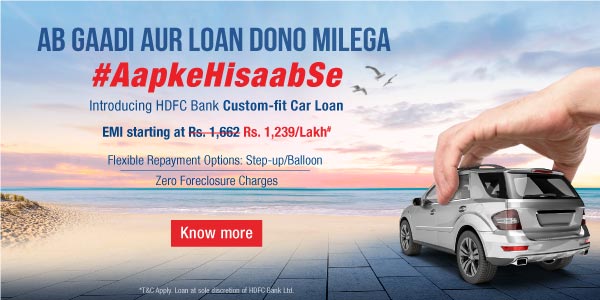 AB GAADI AUR LOAN DONO MILEGA
#AapkeHisaabSe
Introducing HDFC Bank Custom-fit Car Loan
EMI starting at Rs. 1,662 Rs. 1,239/Lakh#
Flexible Repayment Options: Step-up/Balloon
Zero Foreclosure Charges
Know more
*T&C Apply. Loan at sole discretion of HDFC Bank Ltd.